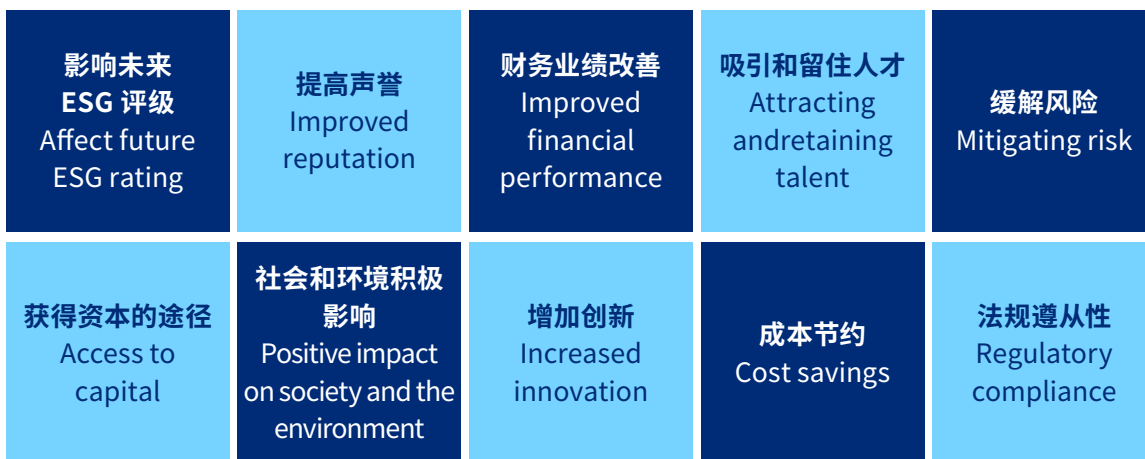 影响未来
ESG 评级
Affect future
ESG rating
提高声誉
Improved
reputation
财务业绩改善
Improved
financial
performance
吸引和留住人才
Attracting
andretaining
talent
缓解风险
Mitigating risk
获得资本的途径
Access to
capital
社会和环境积极
影响
Positive impact
on society and the
environment
增加创新
Increased
innovation
成本节约
Cost savings
法规遵从性
Regulatory
compliance